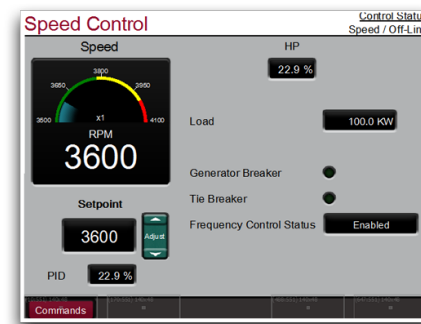 Speed Control
Control Statu
Speed / Off-Lin
Speed
HP
22.9 %
3800
3650
3950
3500
x1
4100
RPM
3600
Load
100.0 KW
Generator Breaker
Setpoint
Tie Breaker
3600
Adjust
Frequency Control Status
Enabled
PID
22.9 %
Commands